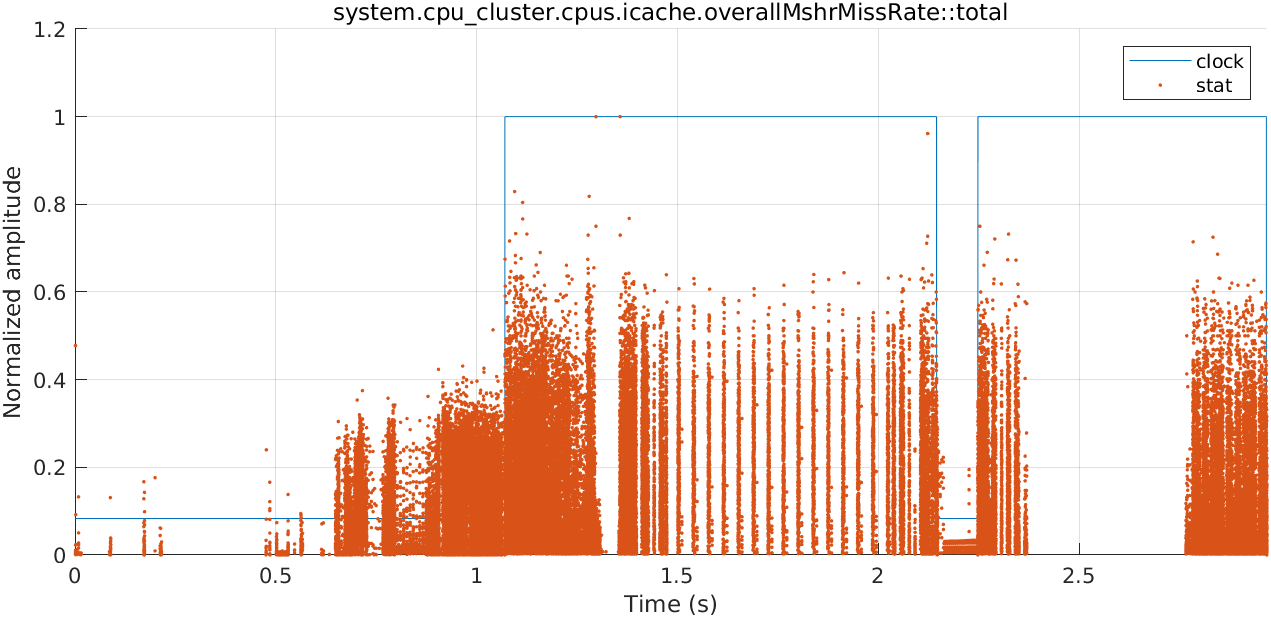 system.cpu_cluster.cpus.icache.overallMshrMissRate::total
1.2
1
0.8
0.6
0.4
0.2
0
Normalized amplitude
clock
stat
0 0.5 1 1.5 2 2.5
Time (s)